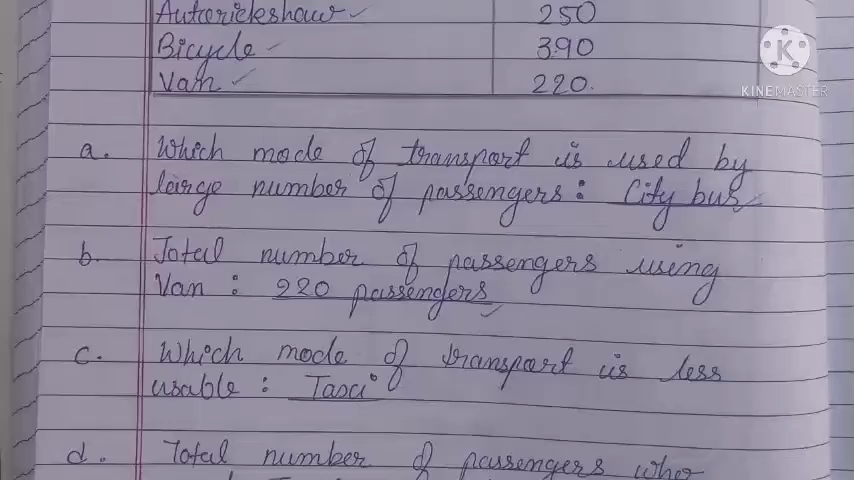 Autorickshaw 250
Bicycle 390
Van 220.
K
KINEMASTER
a. Which mode of transport is used by
large number of passengers : City bus
b. Total number of passengers using
Van : 220 passengers
c. Which mode of transport is less
usable : Taxi
d. Total number of passengers who